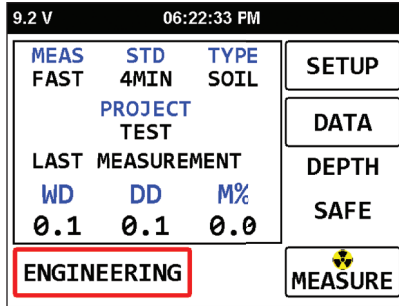 9.2 V 06:22:33 PM
MEAS STD TYPE
FAST 4MIN SOIL
PROJECT
TEST
LAST MEASUREMENT
WD DD M%
0.1 0.1 0.0
ENGINEERING
SETUP
DATA
DEPTH
SAFE
MEASURE